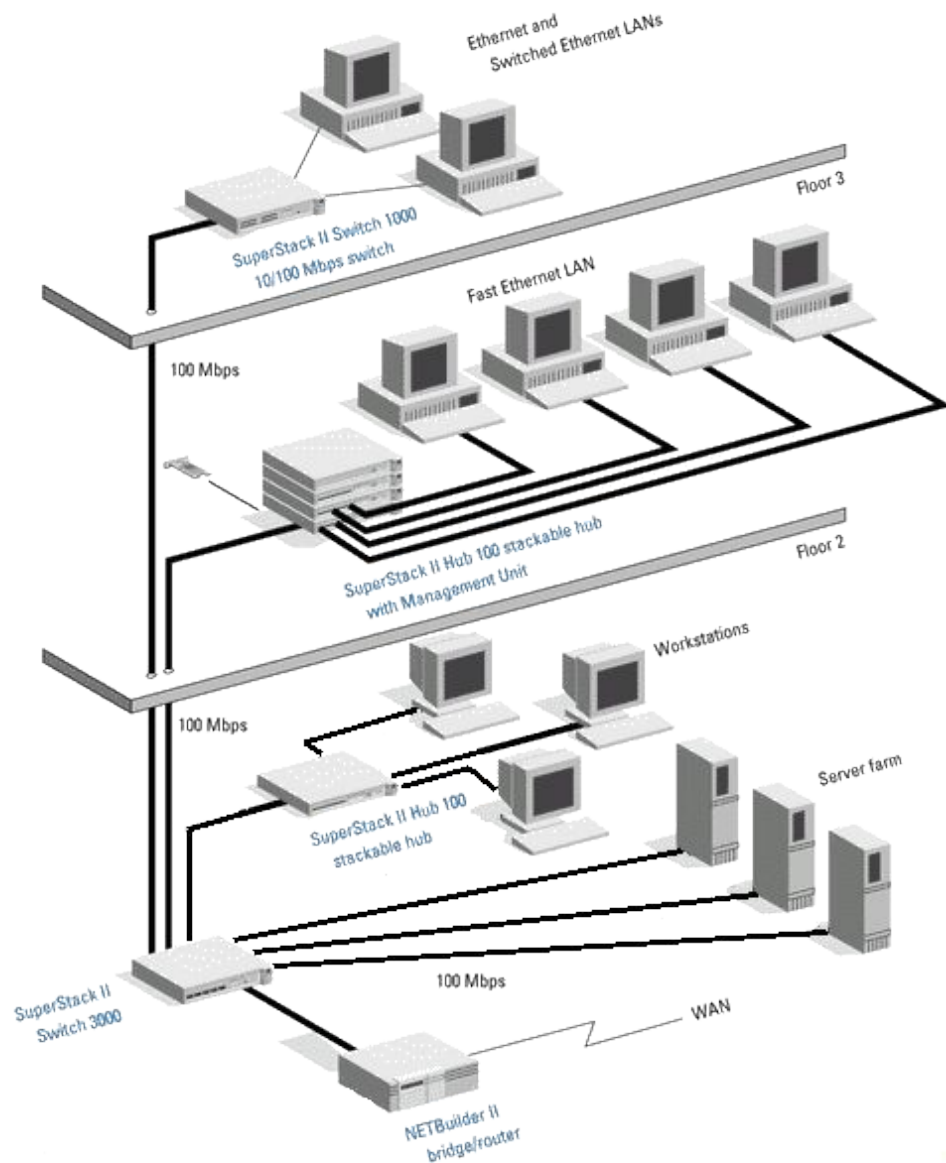 Ethernet and
Switched Ethernet LANs
Floor 3
SuperStack II Switch 1000
10/100 Mbps switch
Fast Ethernet LAN
100 Mbps
Floor 2
SuperStack II Hub 100 stackable hub
with Management Unit
Workstations
100 Mbps
Server farm
SuperStack II Hub 100
stackable hub
100 Mbps
SuperStack II
Switch 3000
WAN
NETBuilder II
bridge/router